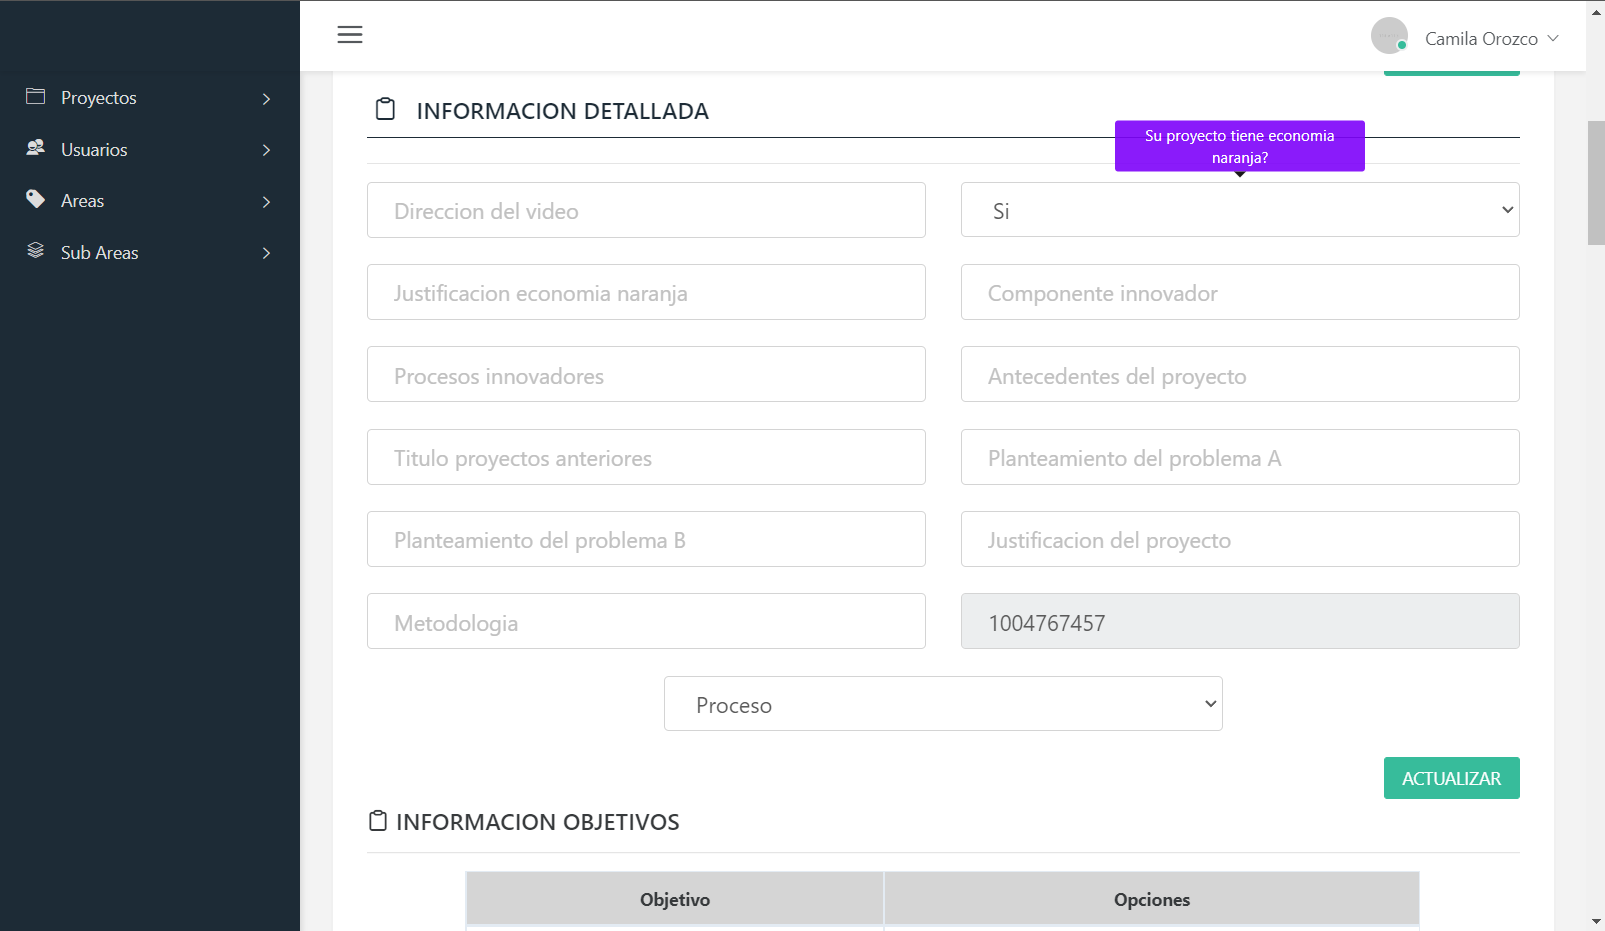 Camila Orozco
Proyectos
Usuarios
Areas
Sub Areas
INFORMACION DETALLADA
Su proyecto tiene economia
naranja?
Direccion del video
Si
Justificacion economia naranja
Componente innovador
Procesos innovadores
Antecedentes del proyecto
Titulo proyectos anteriores
Planteamiento del problema A
Planteamiento del problema B
Justificacion del proyecto
Metodologia
1004767457
Proceso
ACTUALIZAR
INFORMACION OBJETIVOS
Objetivo
Opciones